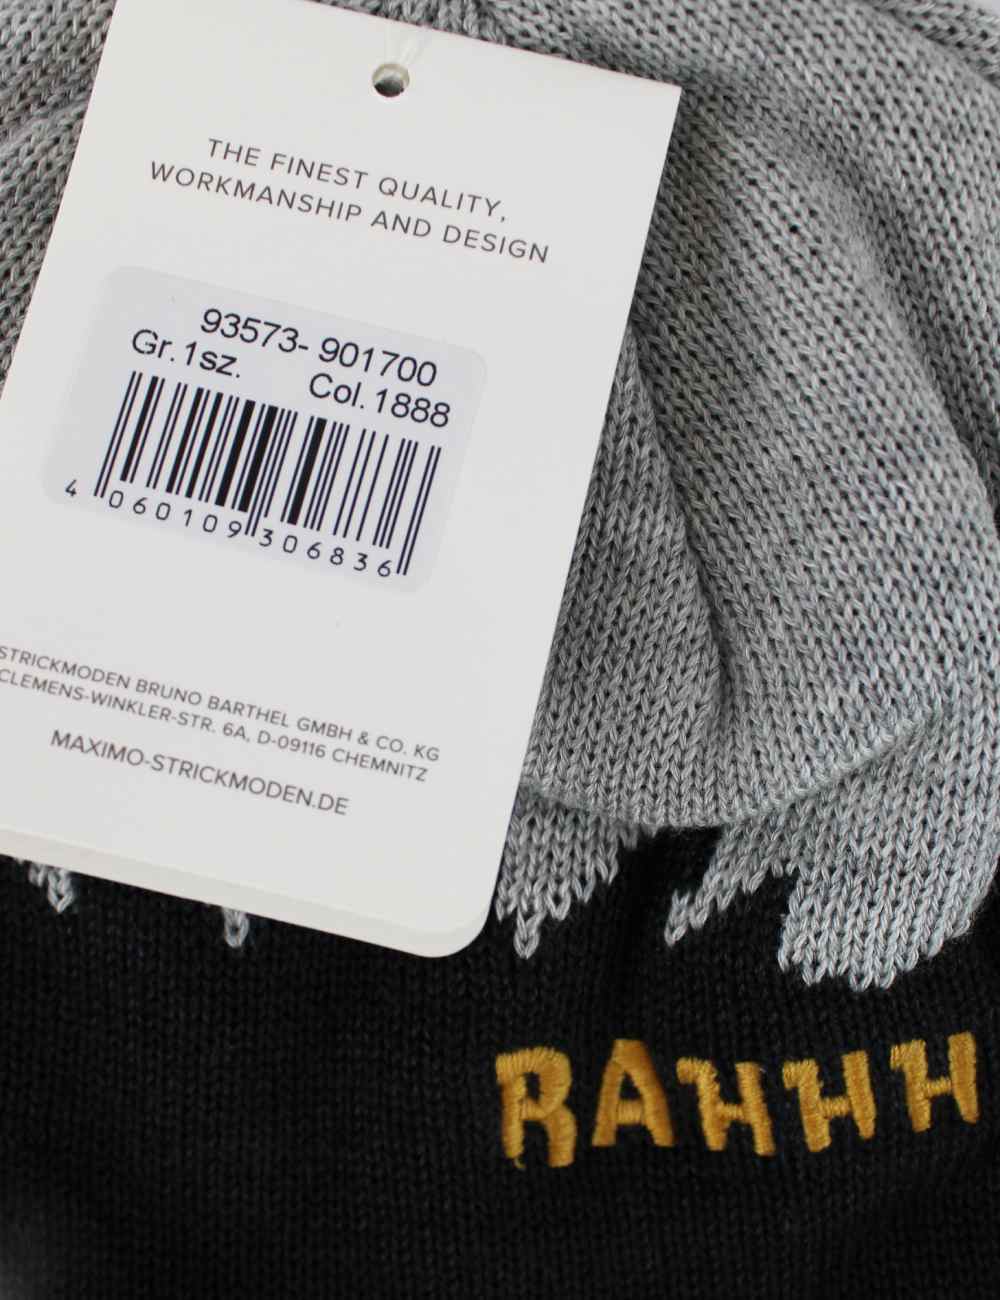 THE FINEST QUALITY,
WORKMANSHIP AND DESIGN
93573- 901700
Gr.1sz. Col.1888
4 060109 306836
STRICKMODEN BRUNO BARTHEL GMBH & CO. KG
CLEMENS-WINKLER-STR. 6A, D-09116 CHEMNITZ
MAXIMO-STRICKMODEN.DE
RAHHH